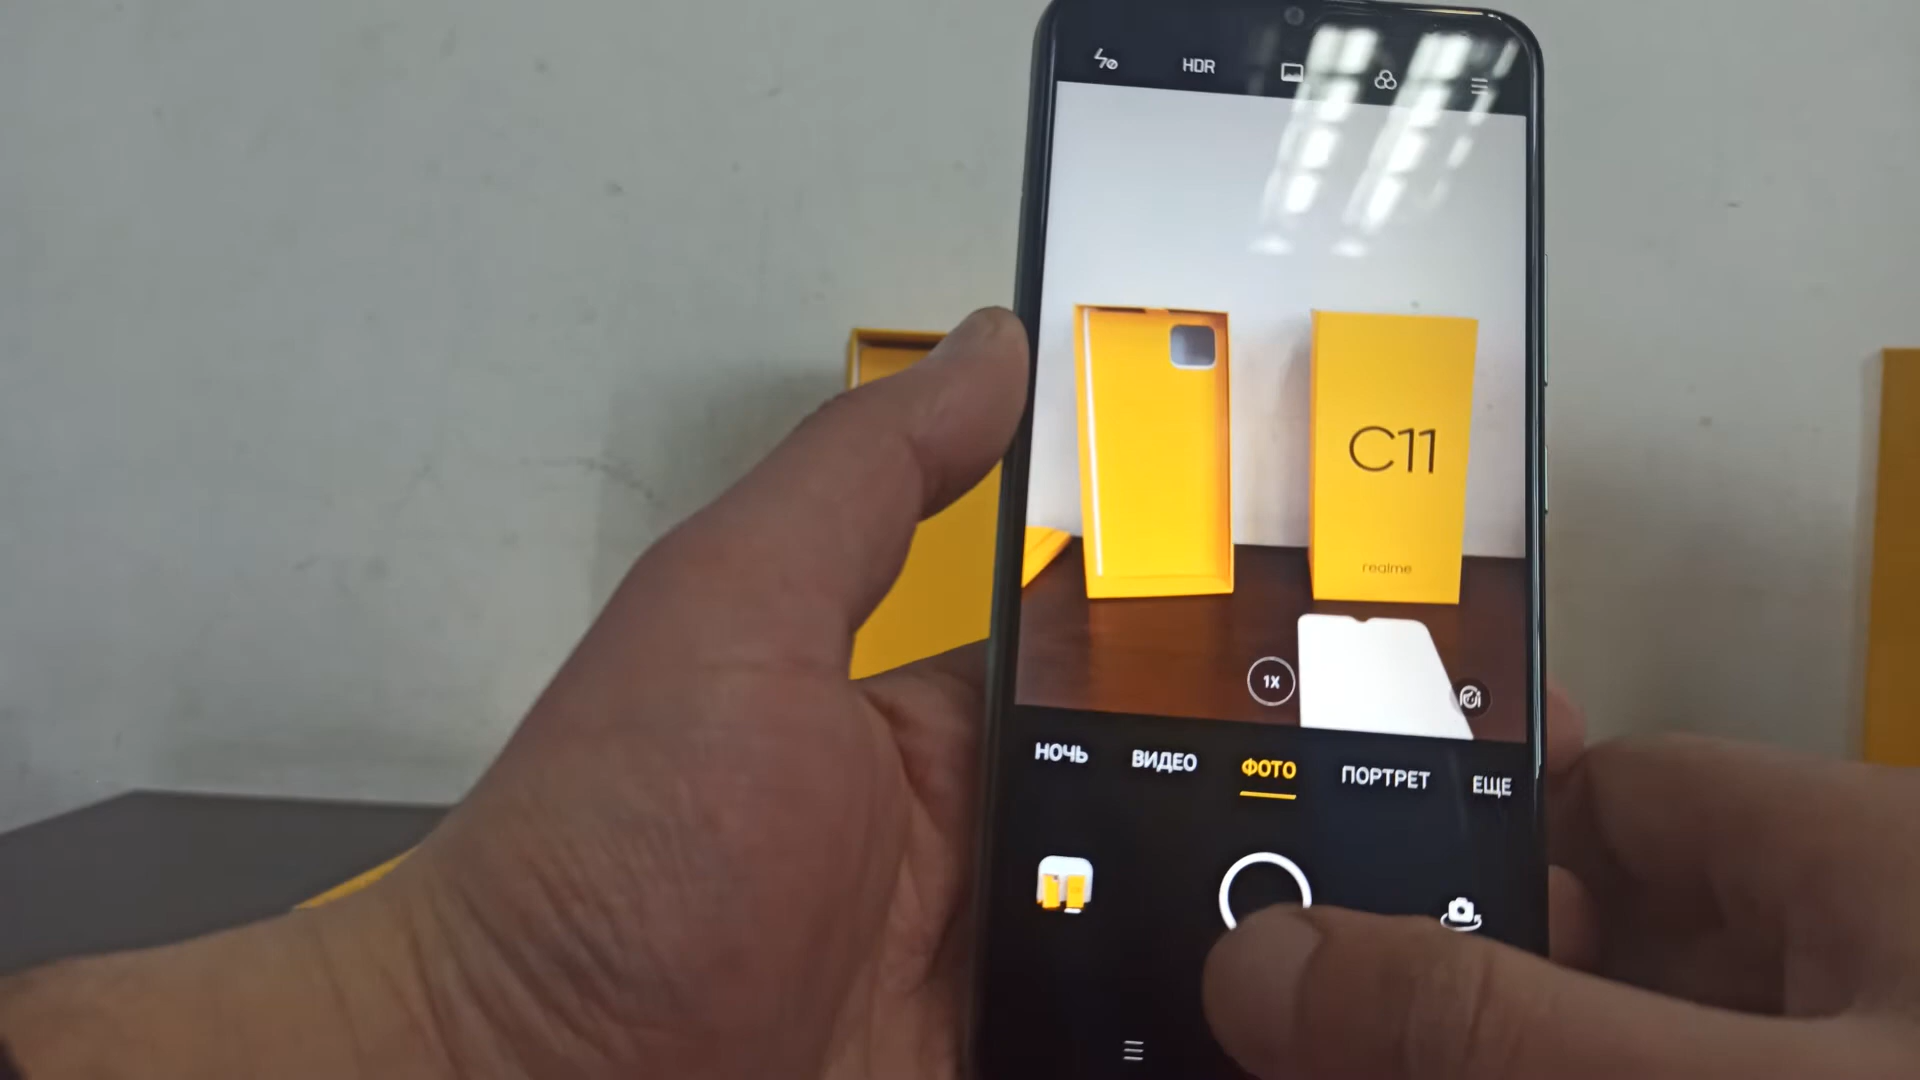 HDR
C11
realme
1X
НОЧЬ ВИДЕО ФОТО ПОРТРЕТ ЕЩЕ